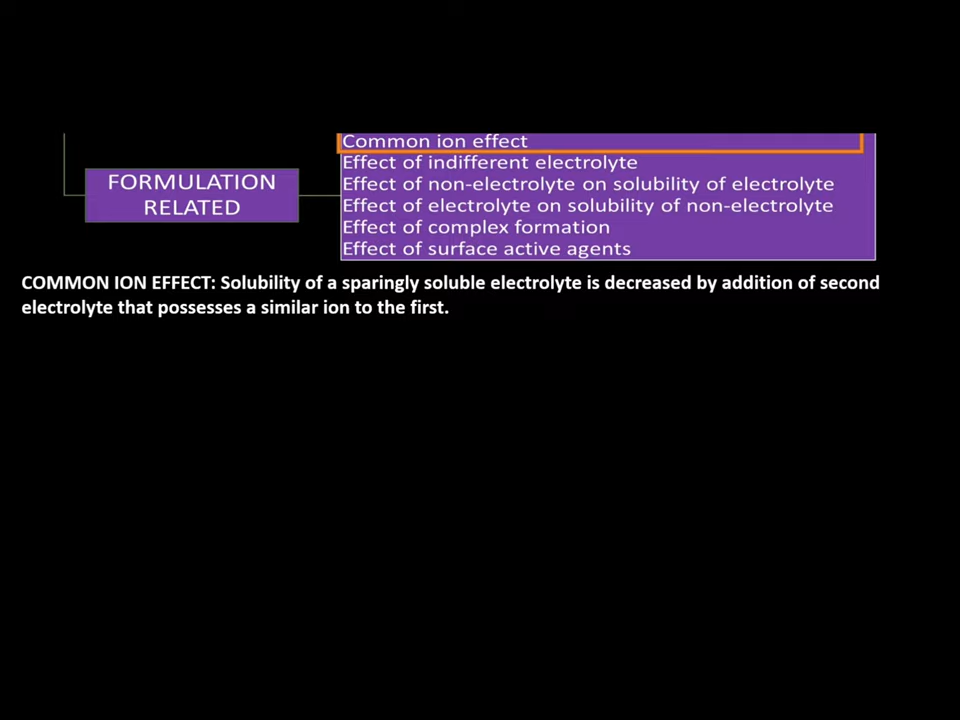 Common ion effect
Effect of indifferent electrolyte
FORMULATION
RELATED
Effect of non-electrolyte on solubility of electrolyte
Effect of electrolyte on solubility of non-electrolyte
Effect of complex formation
Effect of surface active agents
COMMON ION EFFECT: Solubility of a sparingly soluble electrolyte is decreased by addition of second
electrolyte that possesses a similar ion to the first.